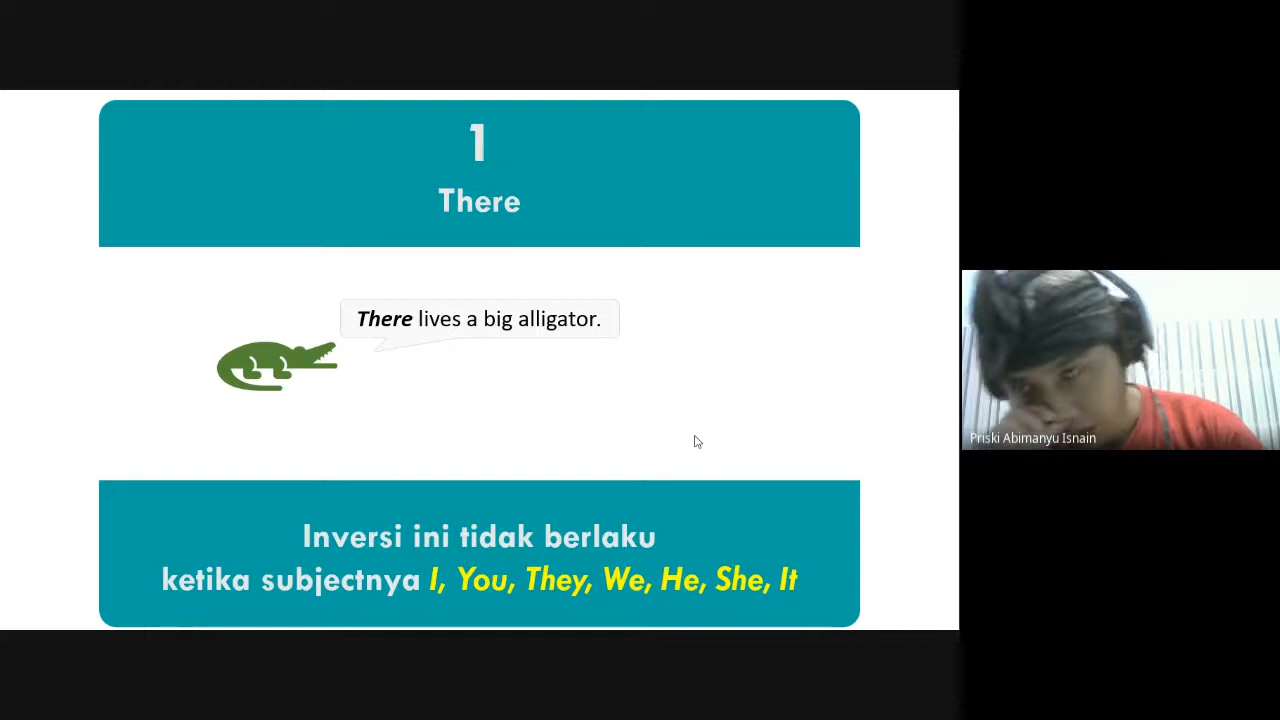 1
There
There lives a big alligator.
Inversi ini tidak berlaku
ketika subjectnya I, You, They, We, He, She, It
Priski Abimanyu Isnain